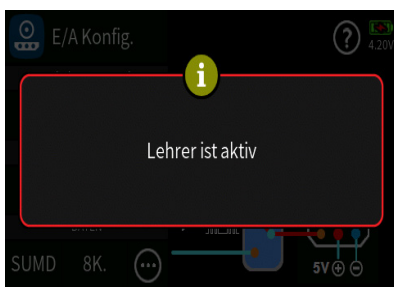 E/A Konfig.
?
4.20V
i
Lehrer ist aktiv
SUMD 8K.
5V